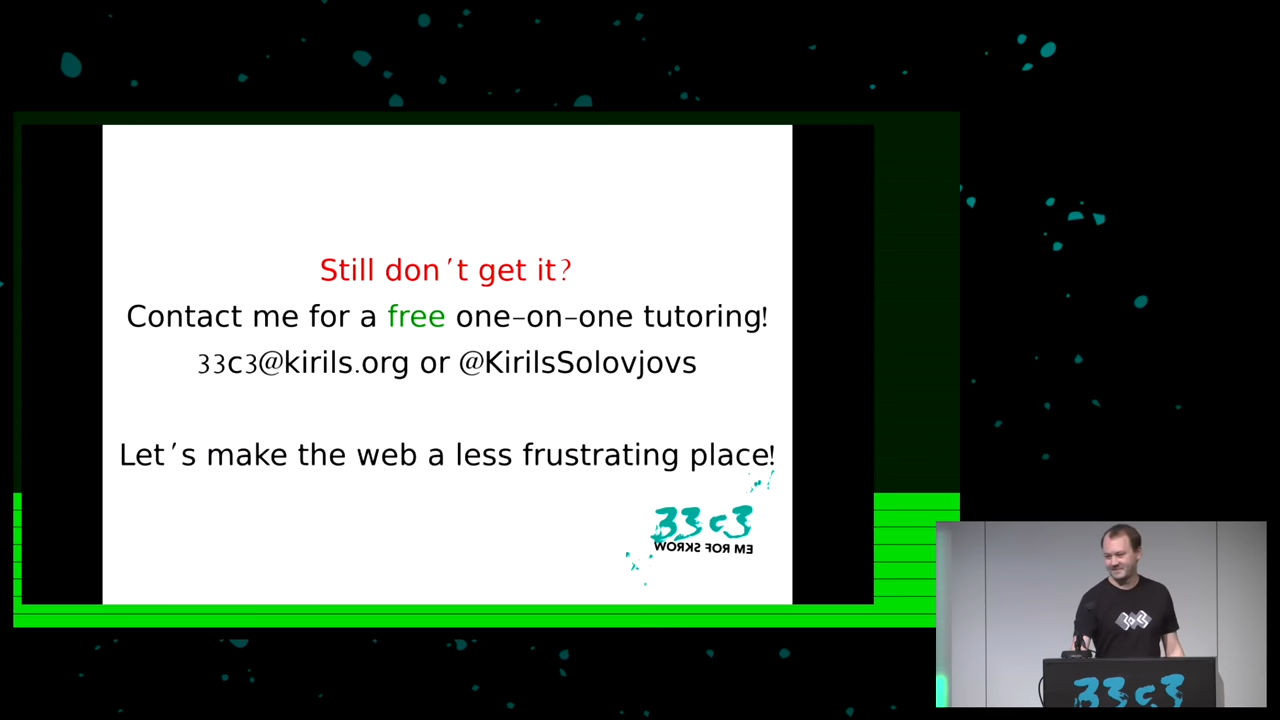 Still don´t get it?
Contact me for a free one-on-one tutoring!
33c3@kirils.org or @KirilsSolovjovs
Let´s make the web a less frustrating place!
33c3
WORKS FOR ME
33c3